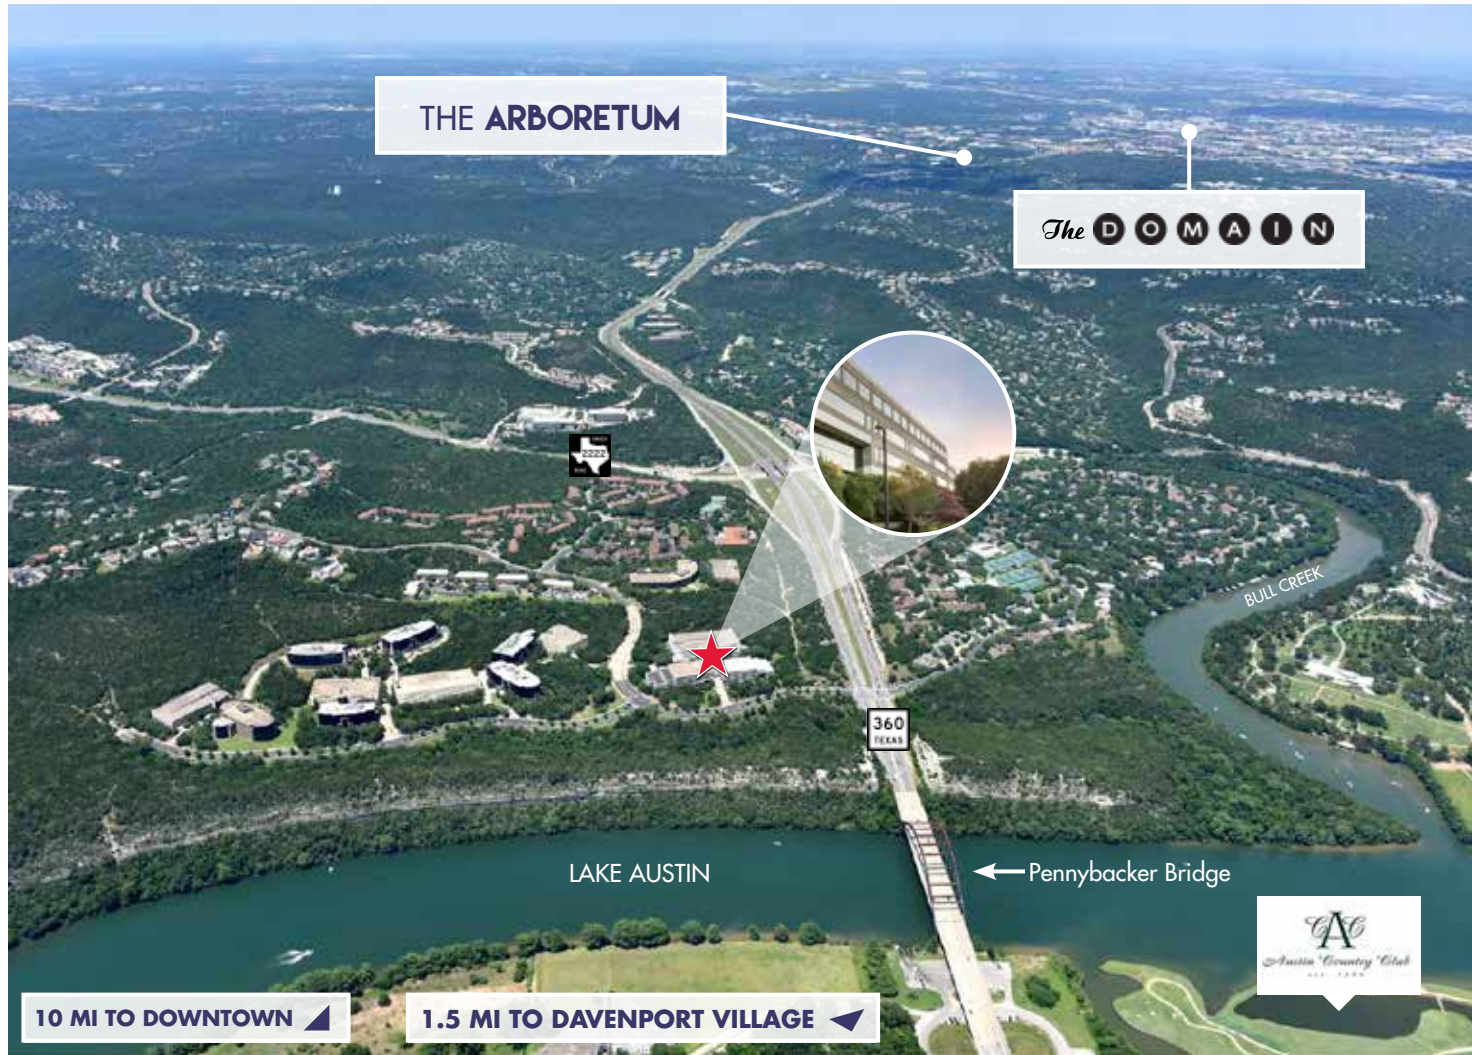 THE ARBORETUM
The DOMAIN
2222
BULL CREEK
360
TEXAS
LAKE AUSTIN
Pennybacker Bridge
CAC
Austin Country Club
10 MI TO DOWNTOWN
1.5 MI TO DAVENPORT VILLAGE